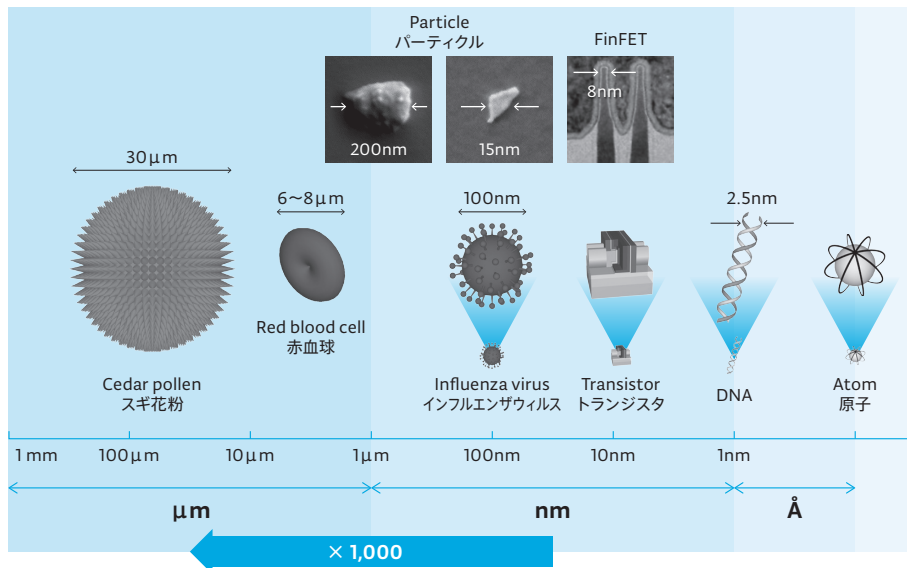 Particle
パーティクル
FinFET
200nm
15nm
8nm
30μm
6〜8μm
100nm
2.5nm
Red blood cell
赤血球
Cedar pollen
スギ花粉
Influenza virus
インフルエンザウィルス
Transistor
トランジスタ
DNA
Atom
原子
1 mm
100μm
10μm
1μm
100nm
10nm
1nm
μm
nm
Å
× 1,000